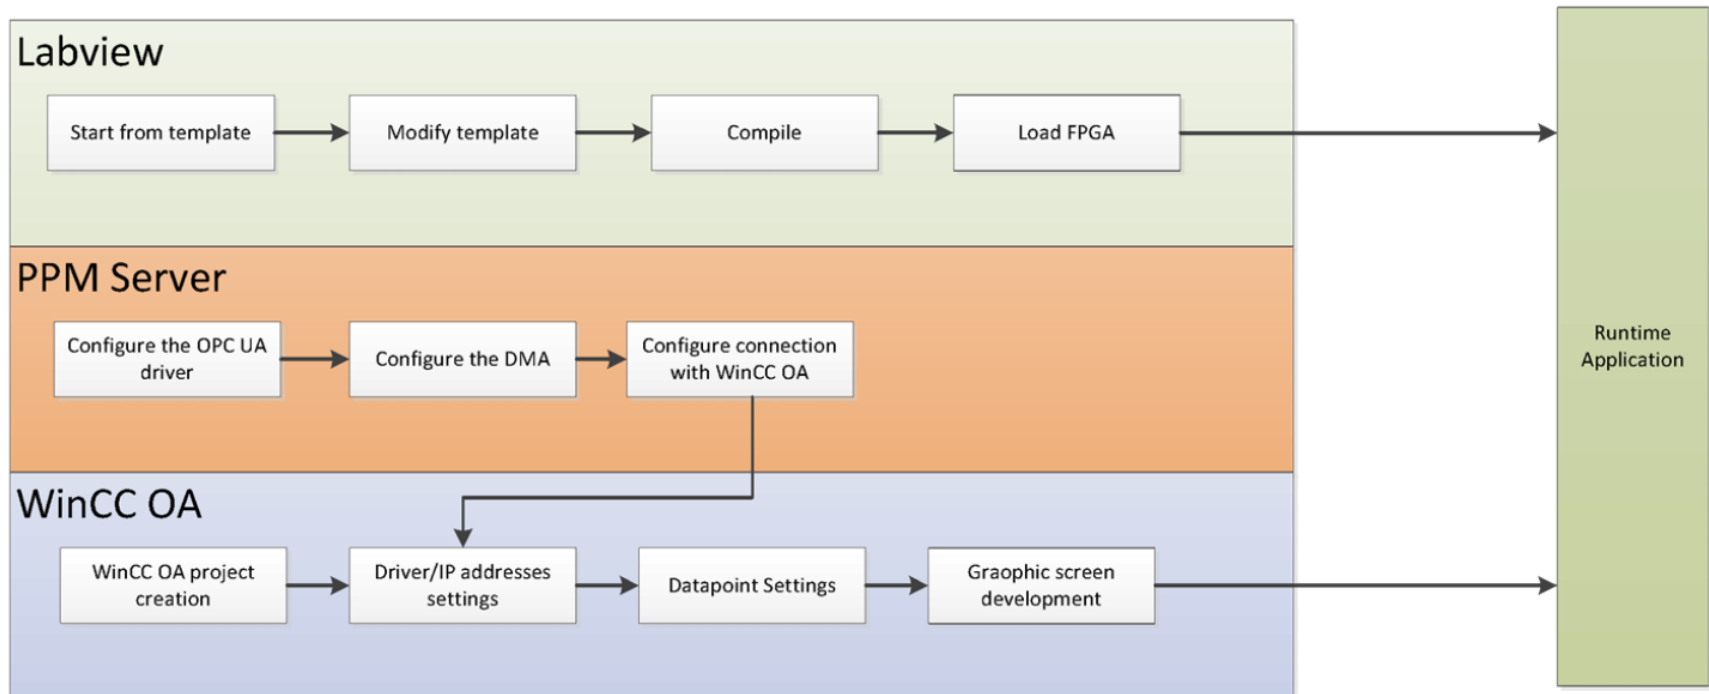 Labview
Start from template
Modify template
Compile
Load FPGA
PPM Server
Configure the OPC UA
driver
Configure the DMA
Configure connection
with WinCC OA
WinCC OA
WinCC OA project
creation
Driver/IP addresses
settings
Datapoint Settings
Graophic screen
development
Runtime
Application